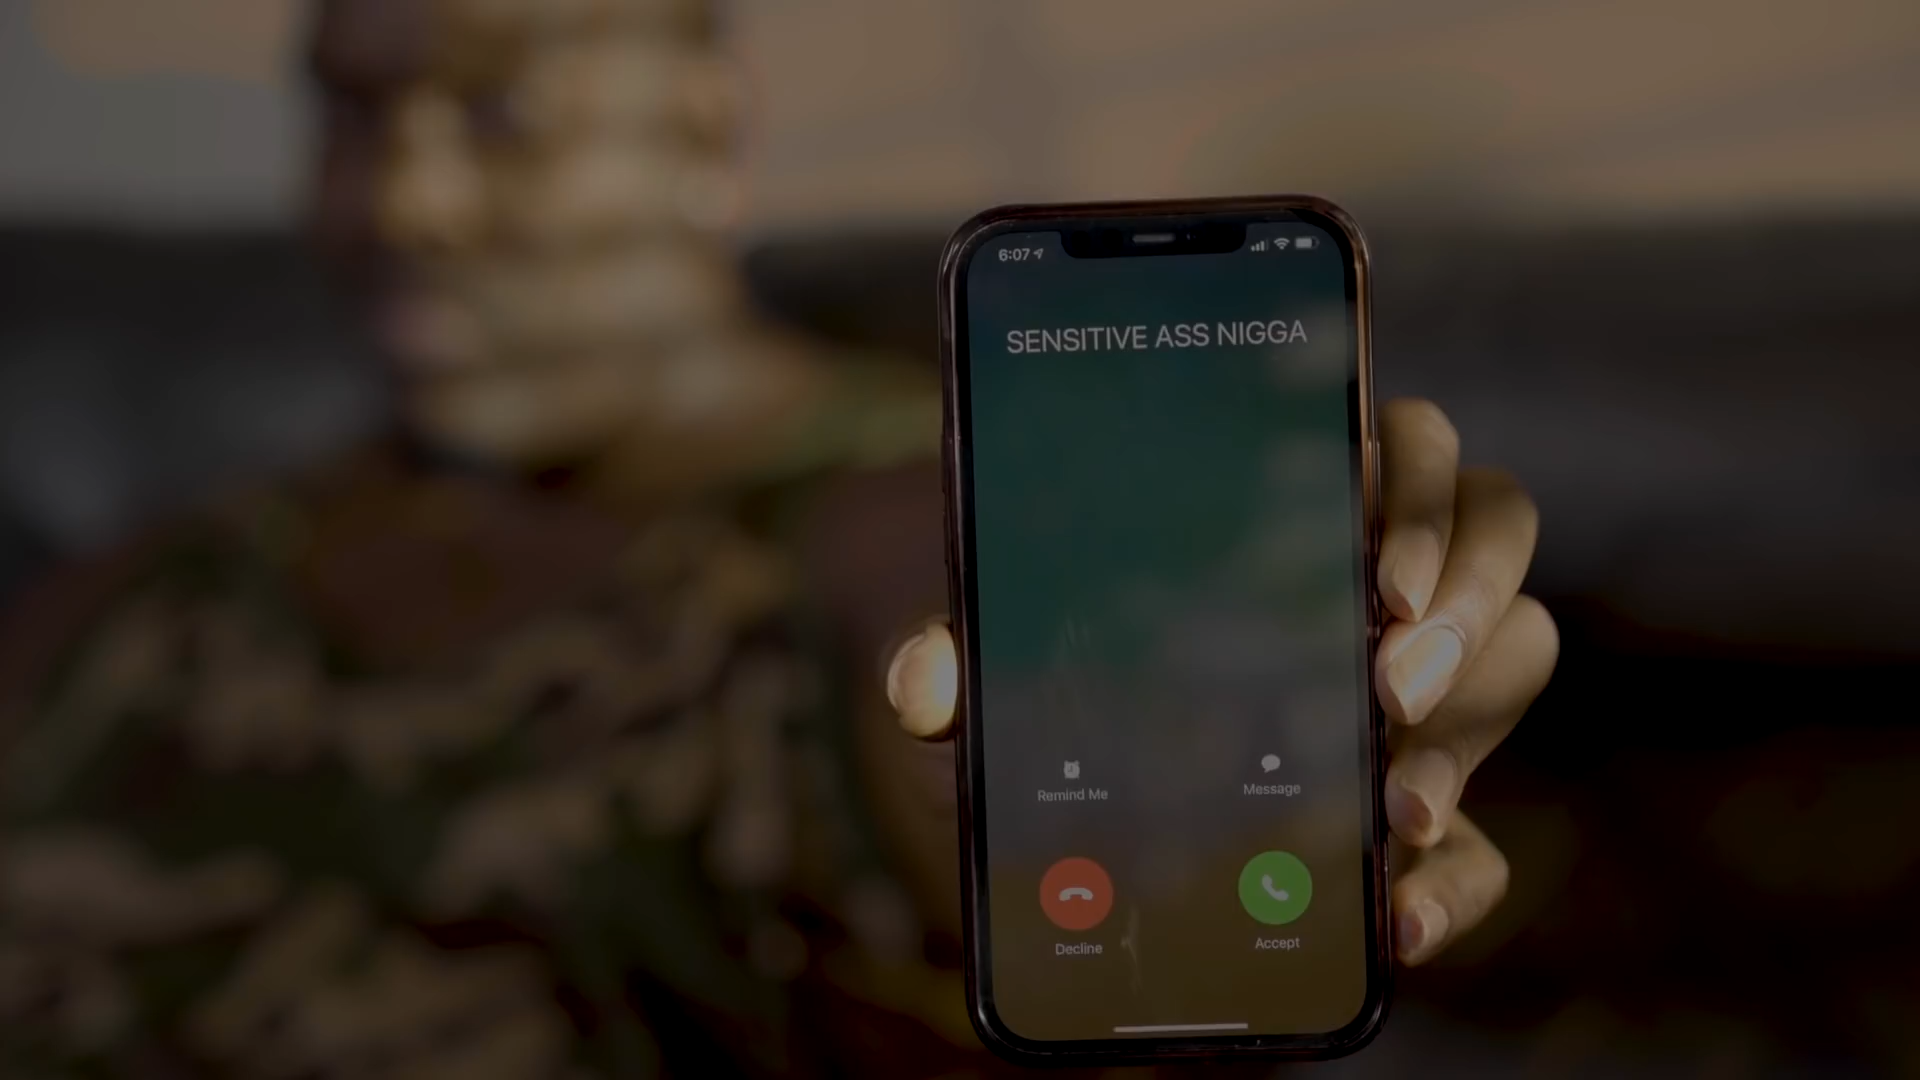 6:07
SENSITIVE ASS NIGGA
Remind Me
Message
Decline
Accept